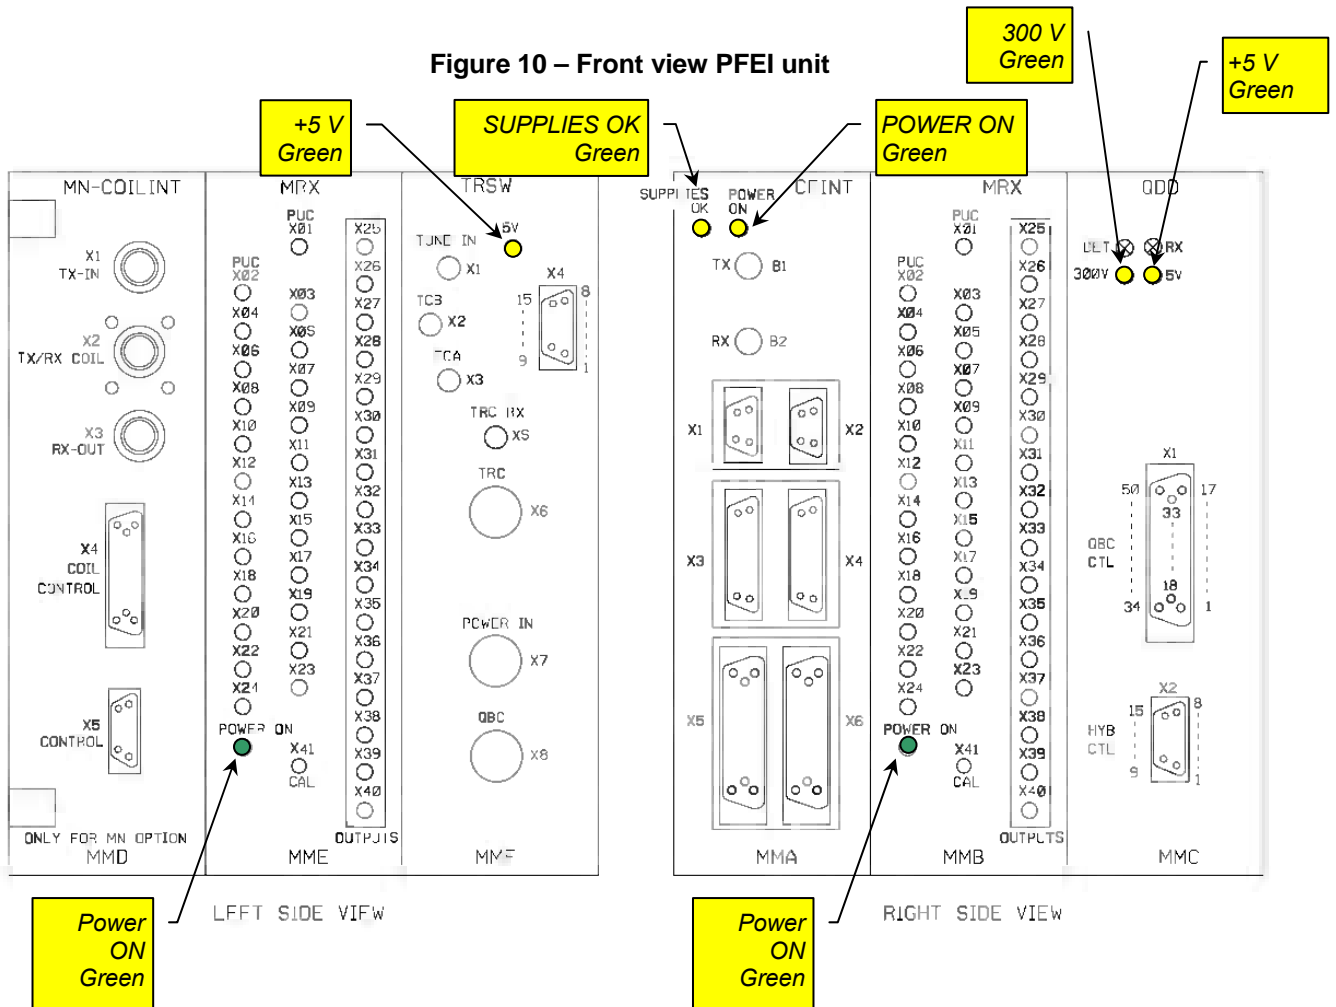 Figure 10 – Front view PFEI unit
300 V
Green
+5 V
Green
+5 V
Green
SUPPLIES OK
Green
POWER ON
Green
MN-COILINT
X1
TX-IN
X2
TX/RX COIL
X3
RX-OUT
X4
COIL
CONTROL
X5
CONTROL
ONLY FOR MN OPTION
MMD
MRX
PUC
X01
PUC
X02
X04
X06
X08
X10
X12
X14
X16
X18
X20
X22
X24
POWER ON
X03
X05
X07
X09
X11
X13
X15
X17
X19
X21
X23
X41
CAL
X25
X26
X27
X28
X29
X30
X31
X32
X33
X34
X35
X36
X37
X38
X39
X40
OUTPUTS
MME
TRSW
5V
TUNE IN
X1
TCB
X2
TCA
X3
X4
15
8
9
1
TRC RX
X5
TRC
X6
POWER IN
X7
QBC
X8
MMF
LEFT SIDE VIEW
Power
ON
Green
CFINT
SUPPLIES
OK
POWER
ON
TX
B1
RX
B2
X1
X2
X3
X4
X5
X6
MMA
MRX
PUC
X01
PUC
X02
X04
X06
X08
X10
X12
X14
X16
X18
X20
X22
X24
POWER ON
X03
X05
X07
X09
X11
X13
X15
X17
X19
X21
X23
X41
CAL
X25
X26
X27
X28
X29
X30
X31
X32
X33
X34
X35
X36
X37
X38
X39
X40
OUTPUTS
MMB
QDD
DET
RX
300V
5V
X1
50
17
33
QBC
CTL
18
34
1
X2
15
8
HYB
CTL
9
1
MMC
RIGHT SIDE VIEW
Power
ON
Green